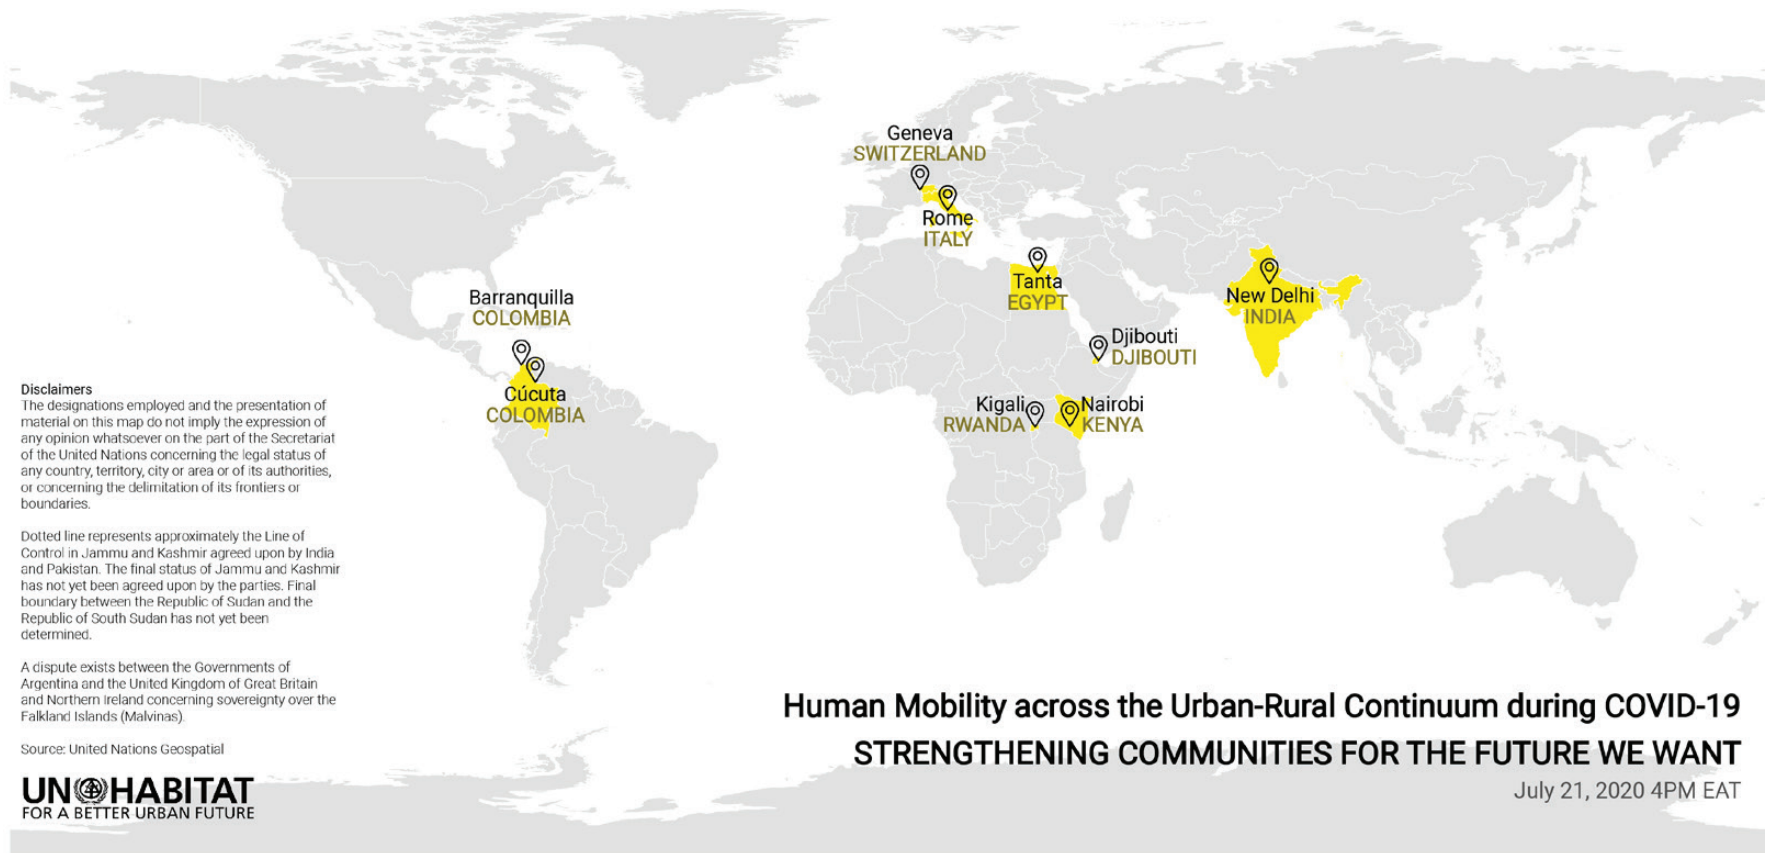 Geneva
SWITZERLAND
Rome
ITALY
Tanta
EGYPT
New Delhi
INDIA
Barranquilla
COLOMBIA
Cúcuta
COLOMBIA
Djibouti
DJIBOUTI
Kigali
RWANDA
Nairobi
KENYA
Disclaimers
The designations employed and the presentation of
material on this map do not imply the expression of
any opinion whatsoever on the part of the Secretariat
of the United Nations concerning the legal status of
any country, territory, city or area or of its authorities,
or concerning the delimitation of its frontiers or
boundaries.
Dotted line represents approximately the Line of
Control in Jammu and Kashmir agreed upon by India
and Pakistan. The final status of Jammu and Kashmir
has not yet been agreed upon by the parties. Final
boundary between the Republic of Sudan and the
Republic of South Sudan has not yet been
determined.
A dispute exists between the Governments of
Argentina and the United Kingdom of Great Britain
and Northern Ireland concerning sovereignty over the
Falkland Islands (Malvinas).
Source: United Nations Geospatial
UN HABITAT
FOR A BETTER URBAN FUTURE
Human Mobility across the Urban-Rural Continuum during COVID-19
STRENGTHENING COMMUNITIES FOR THE FUTURE WE WANT
July 21, 2020 4PM EAT